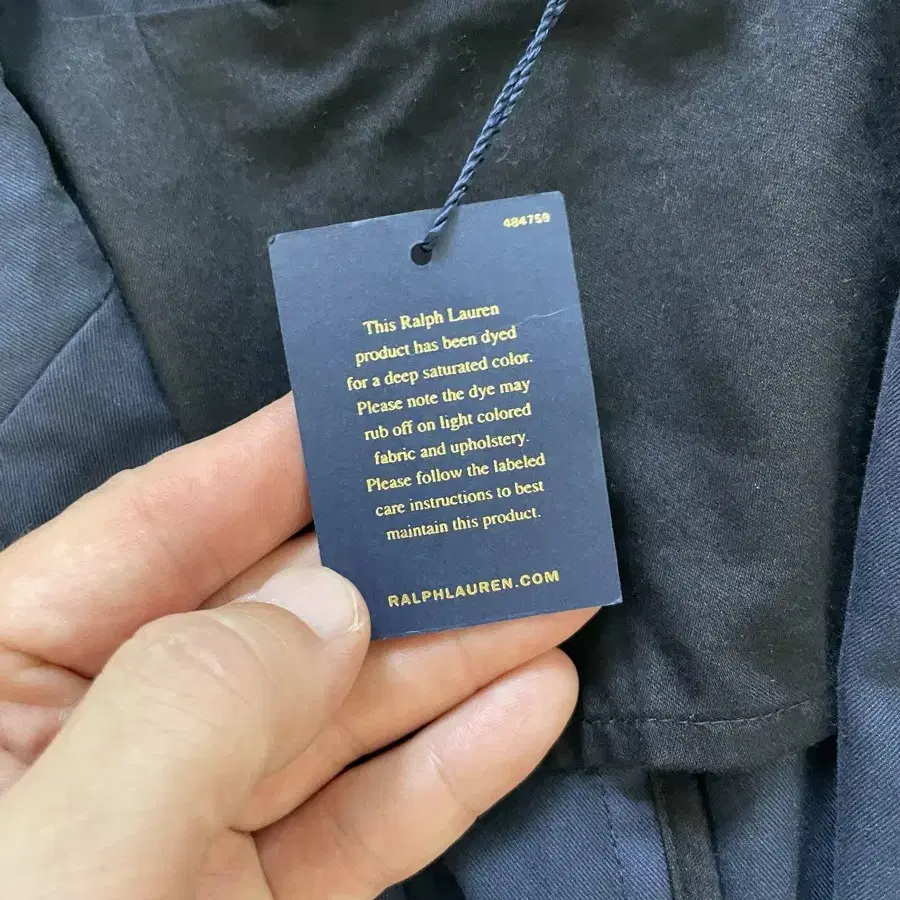 484759
This Ralph Lauren
product has been dyed
for a deep saturated color.
Please note the dye may
rub off on light colored
fabric and upholstery.
Please follow the labeled
care instructions to best
maintain this product.
RALPHLAUREN.COM